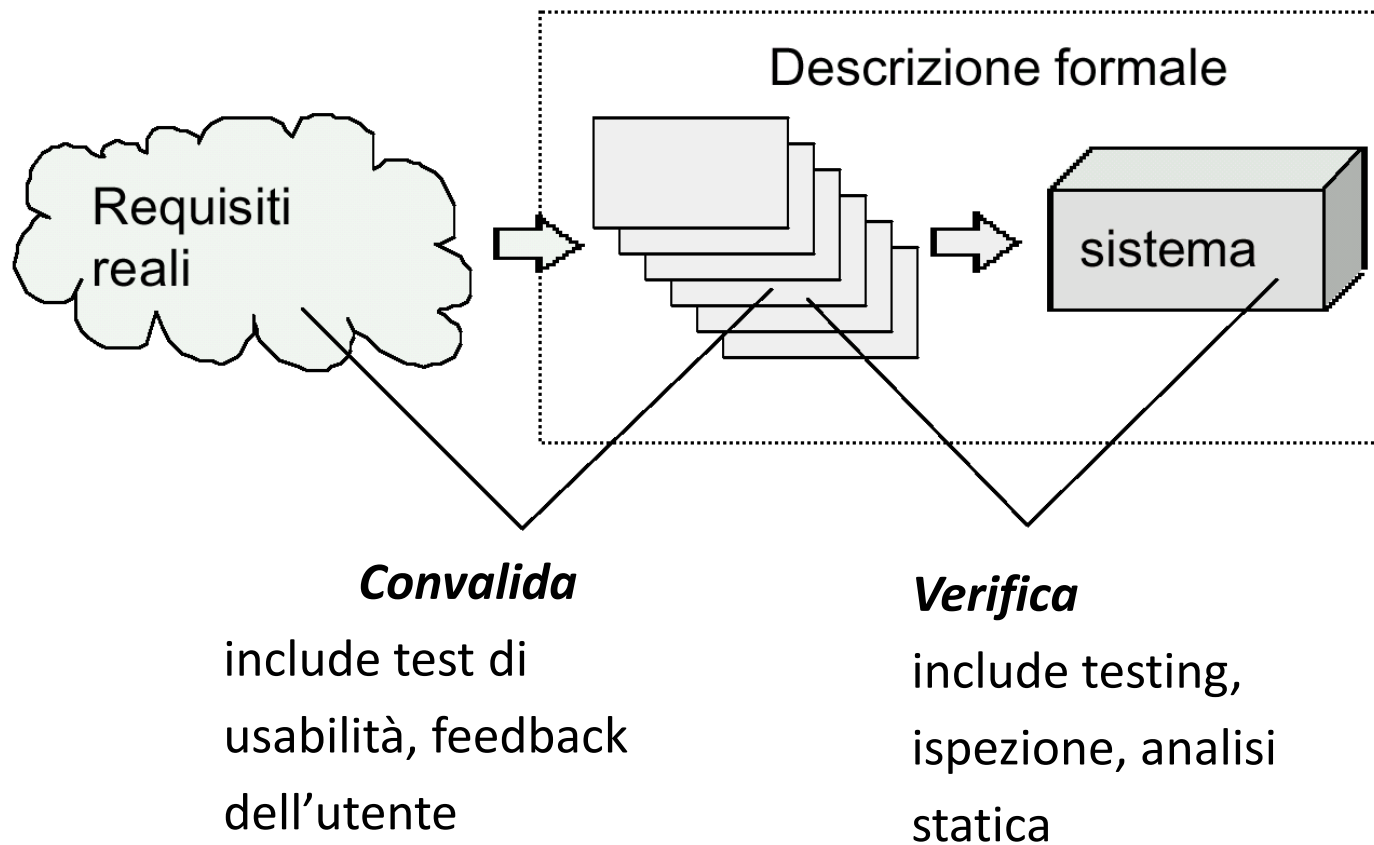 Descrizione formale
Requisiti
reali
sistema
Convalida
include test di
usabilità, feedback
dell’utente
Verifica
include testing,
ispezione, analisi
statica